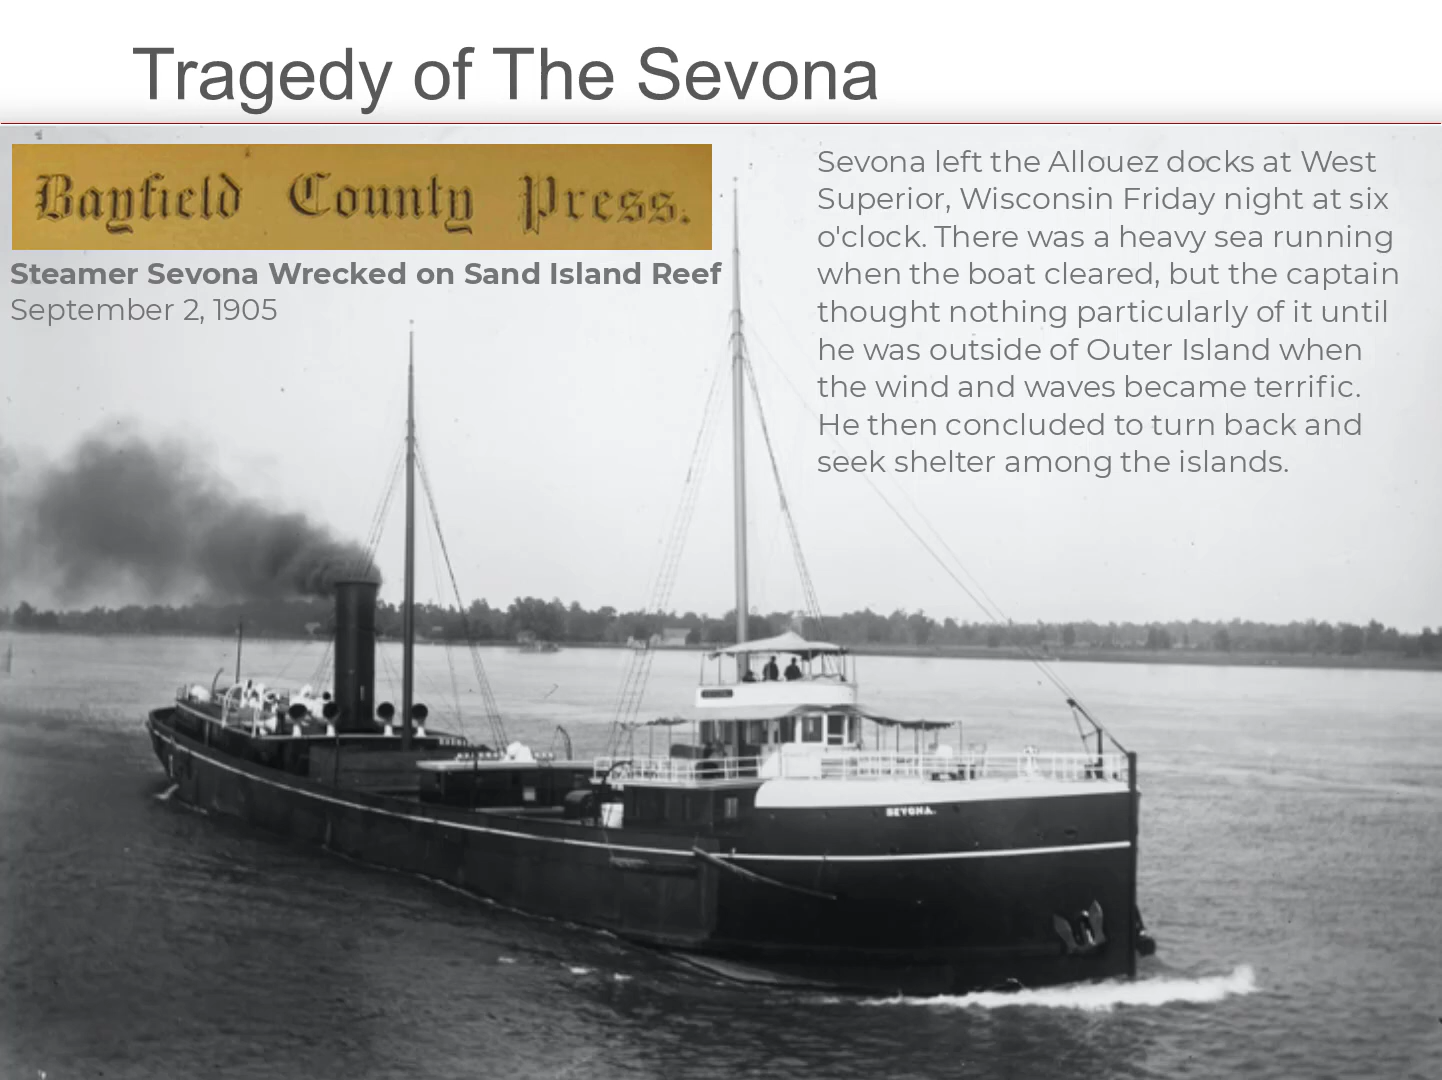 Tragedy of The Sevona
Bayfield County Press.
Steamer Sevona Wrecked on Sand Island Reef
September 2, 1905
Sevona left the Allouez docks at West
Superior, Wisconsin Friday night at six
o'clock. There was a heavy sea running
when the boat cleared, but the captain
thought nothing particularly of it until
he was outside of Outer Island when
the wind and waves became terrific.
He then concluded to turn back and
seek shelter among the islands.
SEVONA.